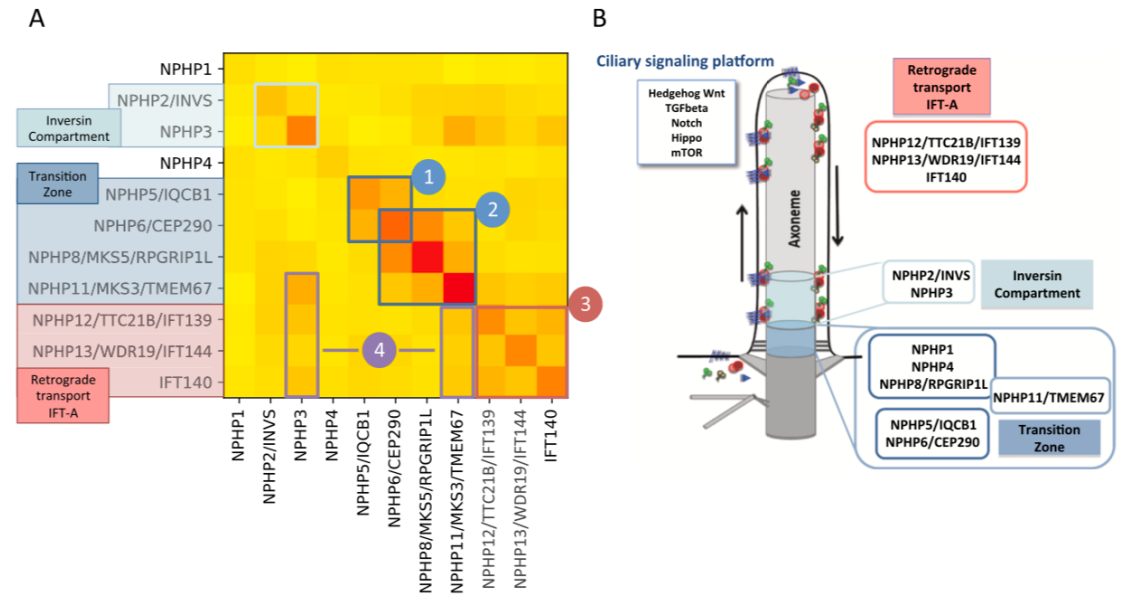 A
NPHP1
NPHP2/INVS
NPHP3
NPHP4
NPHP5/IQCB1
NPHP6/CEP290
NPHP8/MKS5/RPGRIP1L
NPHP11/MKS3/TMEM67
NPHP12/TTC21B/IFT139
NPHP13/WDR19/IFT144
IFT140
Inversin
Compartment
Transition
Zone
Retrograde
transport
IFT-A
1
2
3
4
NPHP1
NPHP2/INVS
NPHP3
NPHP4
NPHP5/IQCB1
NPHP6/CEP290
NPHP8/MKS5/RPGRIP1L
NPHP11/MKS3/TMEM67
NPHP12/TTC21B/IFT139
NPHP13/WDR19/IFT144
IFT140
B
Ciliary signaling platform
Hedgehog Wnt
TGFbeta
Notch
Hippo
mTOR
Axoneme
Retrograde
transport
IFT-A
NPHP12/TTC21B/IFT139
NPHP13/WDR19/IFT144
IFT140
NPHP2/INVS
NPHP3
Inversin
Compartment
NPHP1
NPHP4
NPHP8/RPGRIP1L
NPHP11/TMEM67
NPHP5/IQCB1
NPHP6/CEP290
Transition
Zone